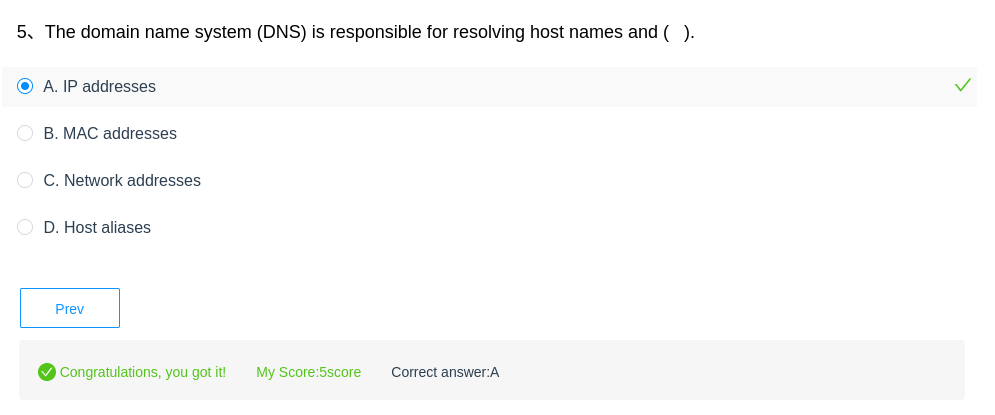 5、The domain name system (DNS) is responsible for resolving host names and (   ).
A. IP addresses
B. MAC addresses
C. Network addresses
D. Host aliases
Prev
Congratulations, you got it! My Score:5score Correct answer:A